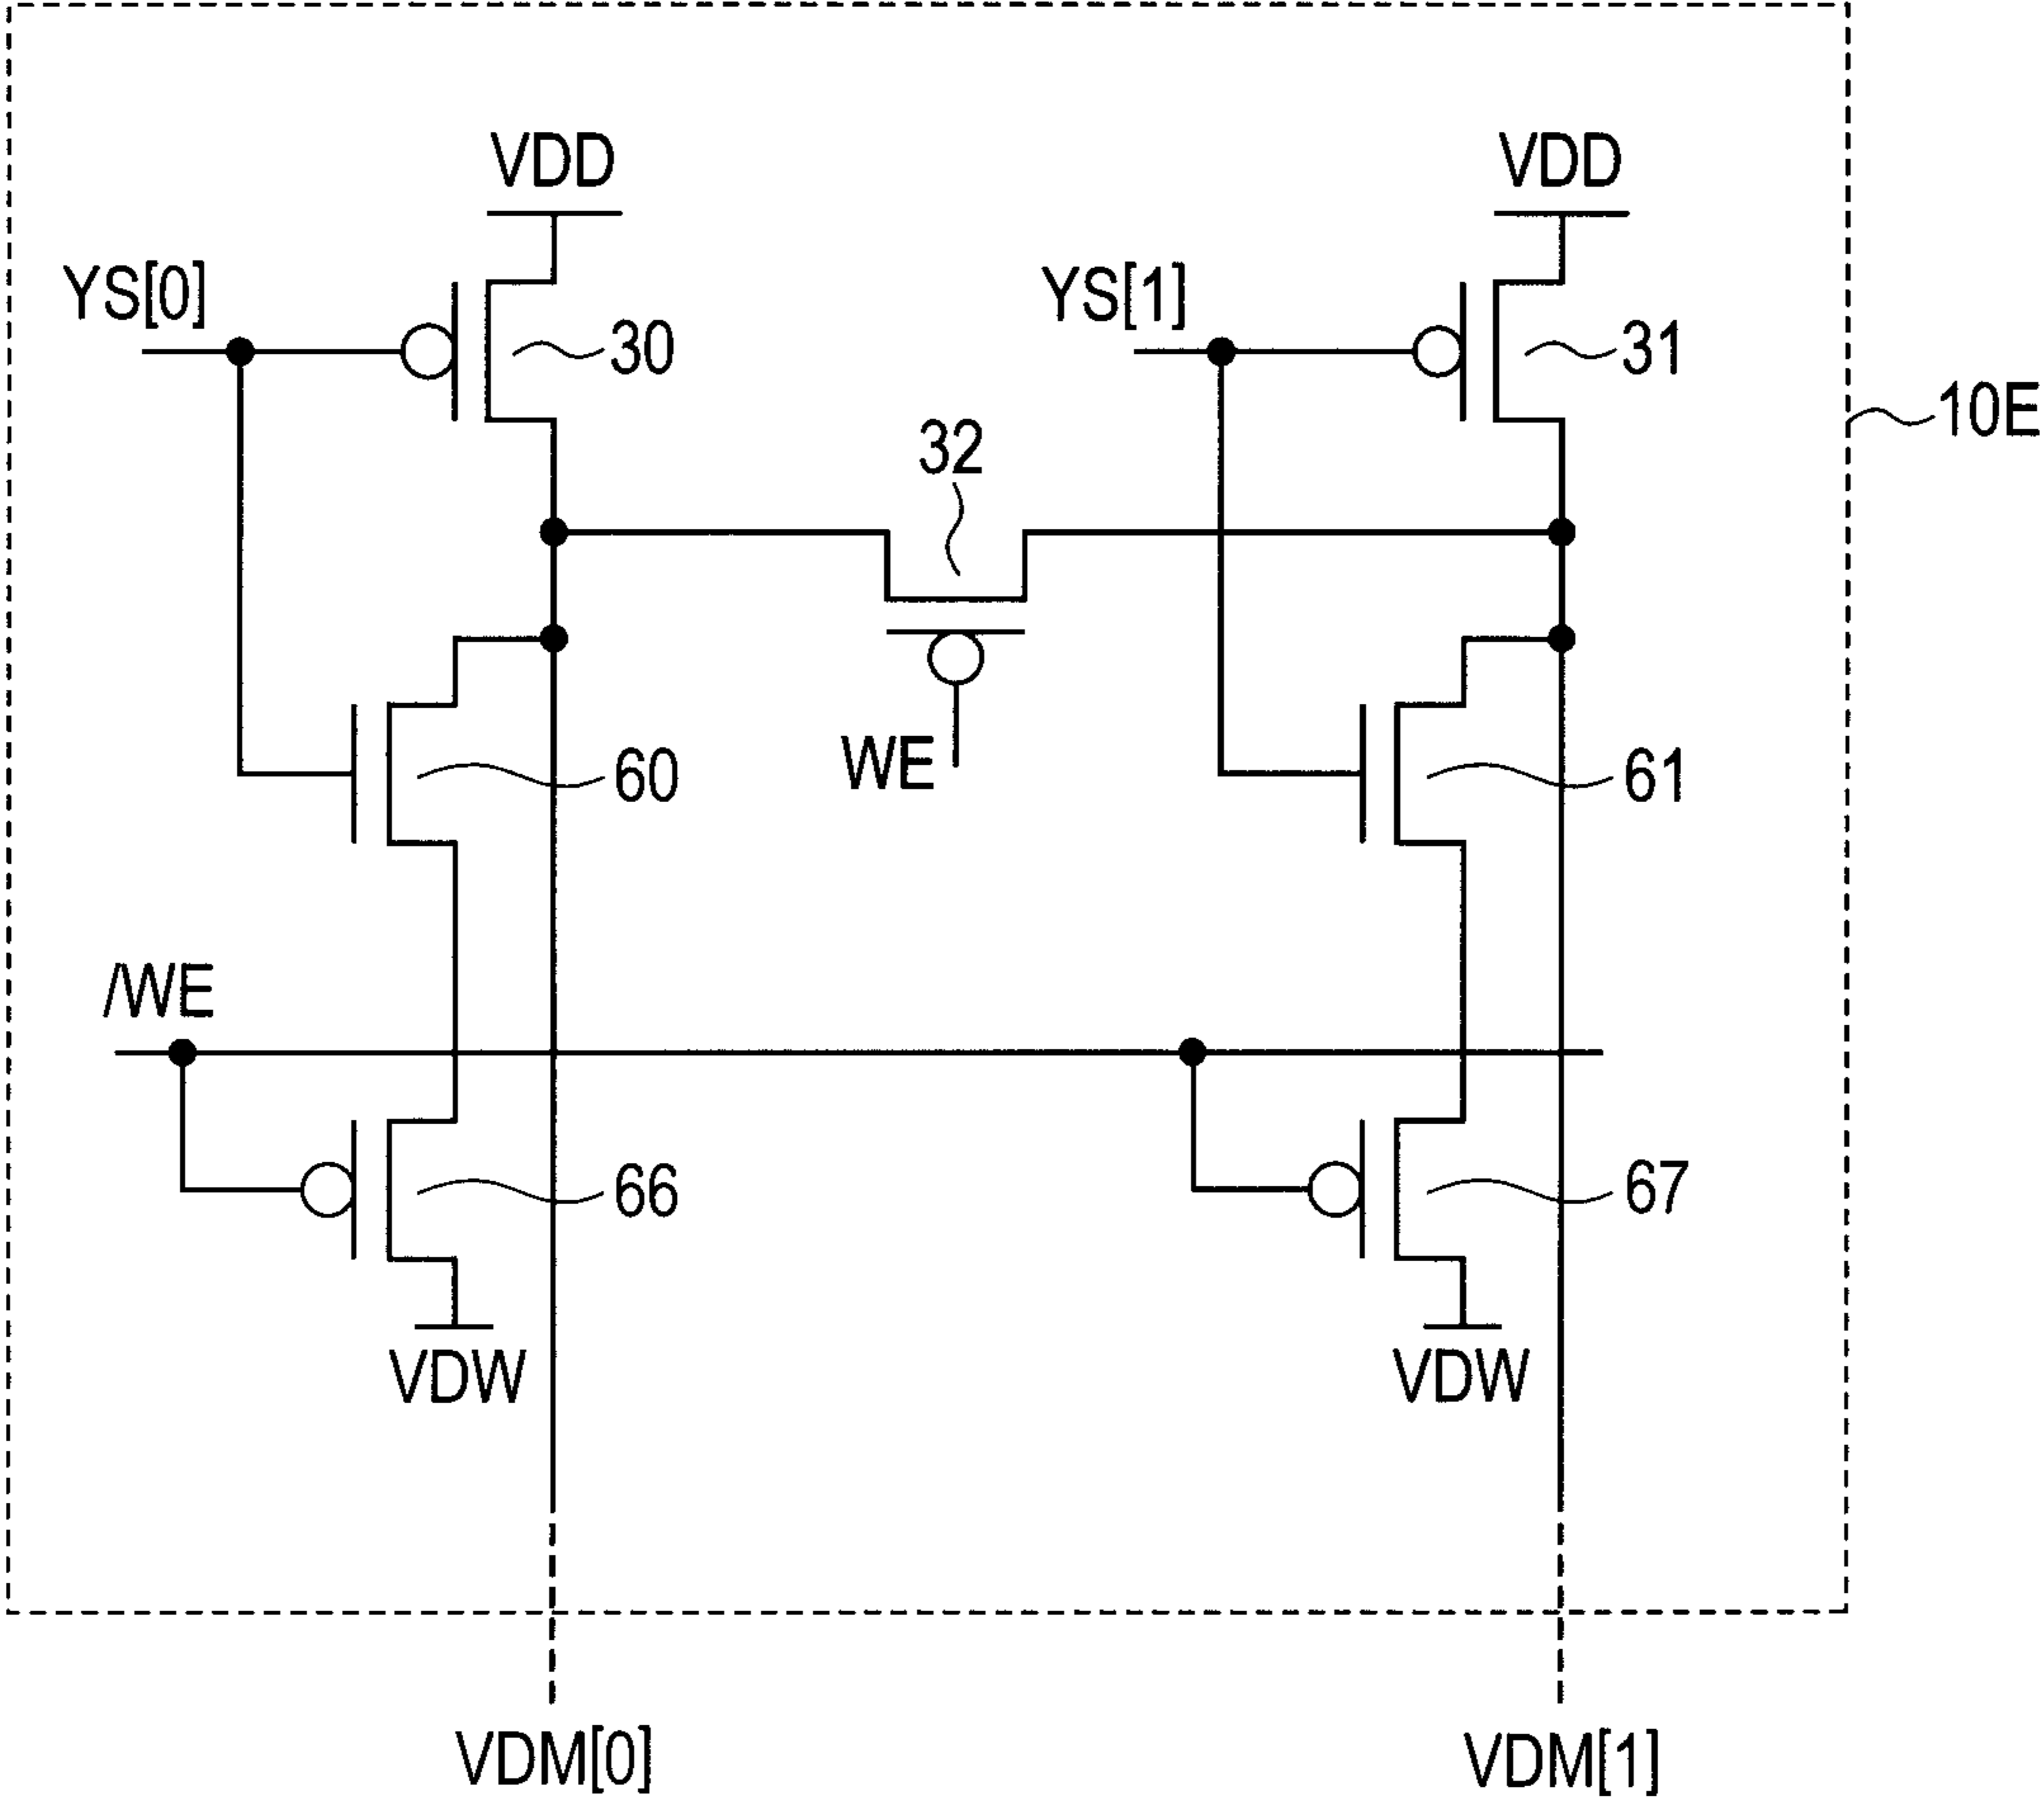 VDD
VDD
YS[0]
YS[1]
30
31
10E
32
60
WE
61
/WE
66
67
VDW
VDW
VDM[0]
VDM[1]